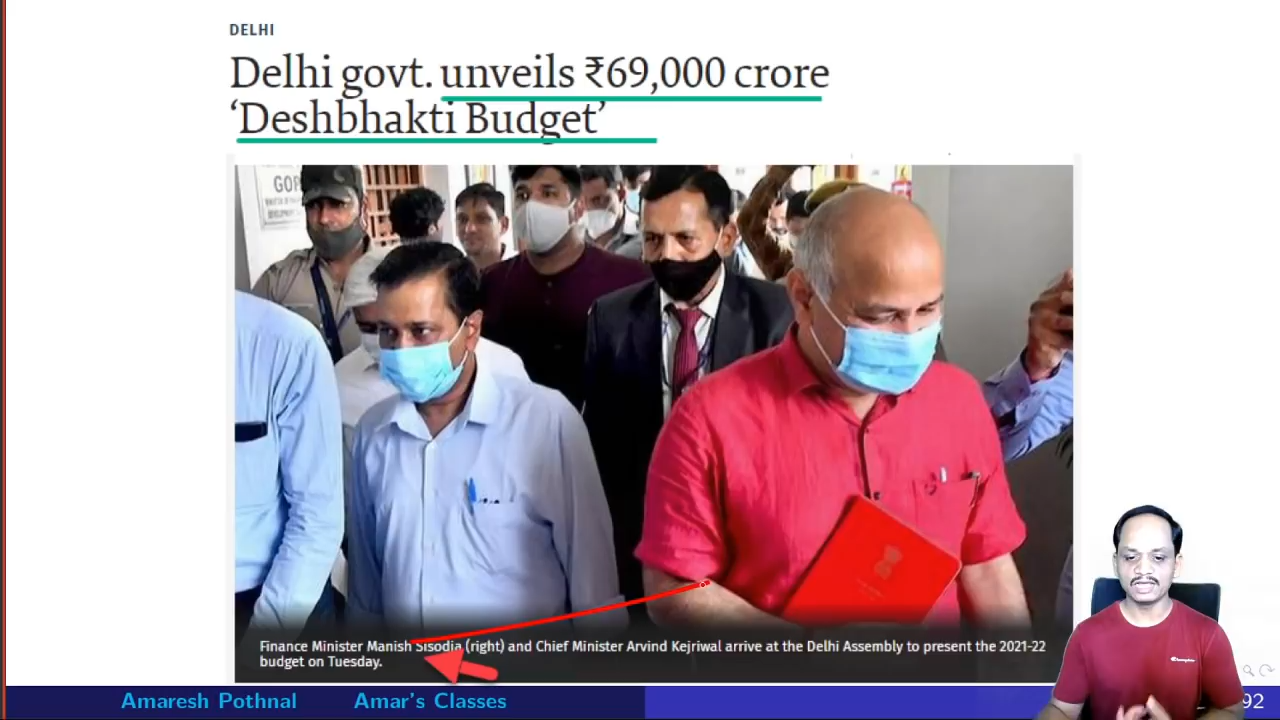 DELHI
Delhi govt. unveils ₹69,000 crore
‘Deshbhakti Budget’
GOP
Finance Minister Manish Sisodia (right) and Chief Minister Arvind Kejriwal arrive at the Delhi Assembly to present the 2021-22
budget on Tuesday.
Amaresh Pothnal Amar's Classes
92